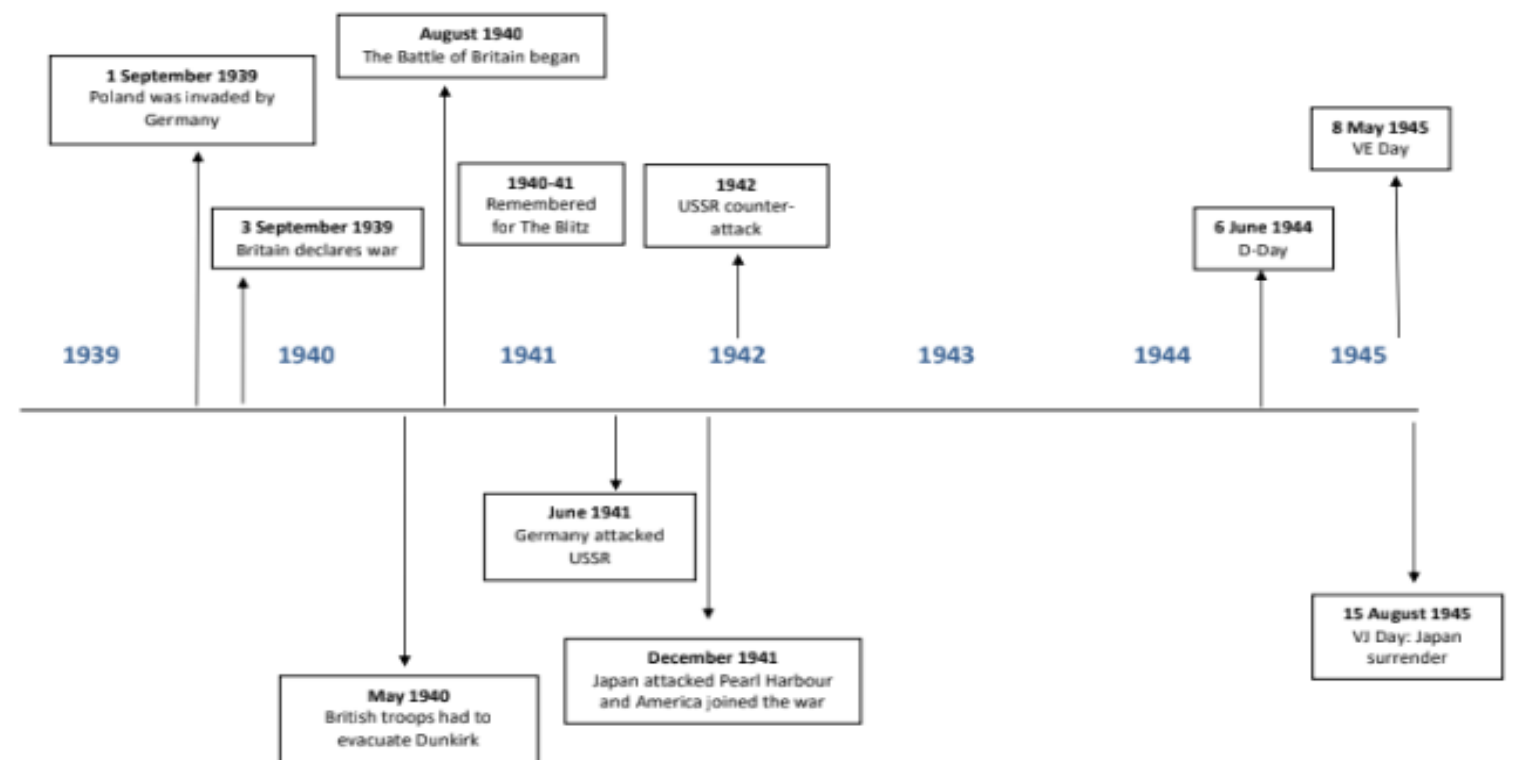 August 1940
The Battle of Britain began
1 September 1939
Poland was invaded by
Germany
8 May 1945
VE Day
1940-41
Remembered
for The Blitz
1942
USSR counter-
attack
3 September 1939
Britain declares war
6 June 1944
D-Day
1939
1940
1941
1942
1943
1944
1945
June 1941
Germany attacked
USSR
15 August 1945
VJ Day: Japan
surrender
December 1941
Japan attacked Pearl Harbour
and America joined the war
May 1940
British troops had to
evacuate Dunkirk